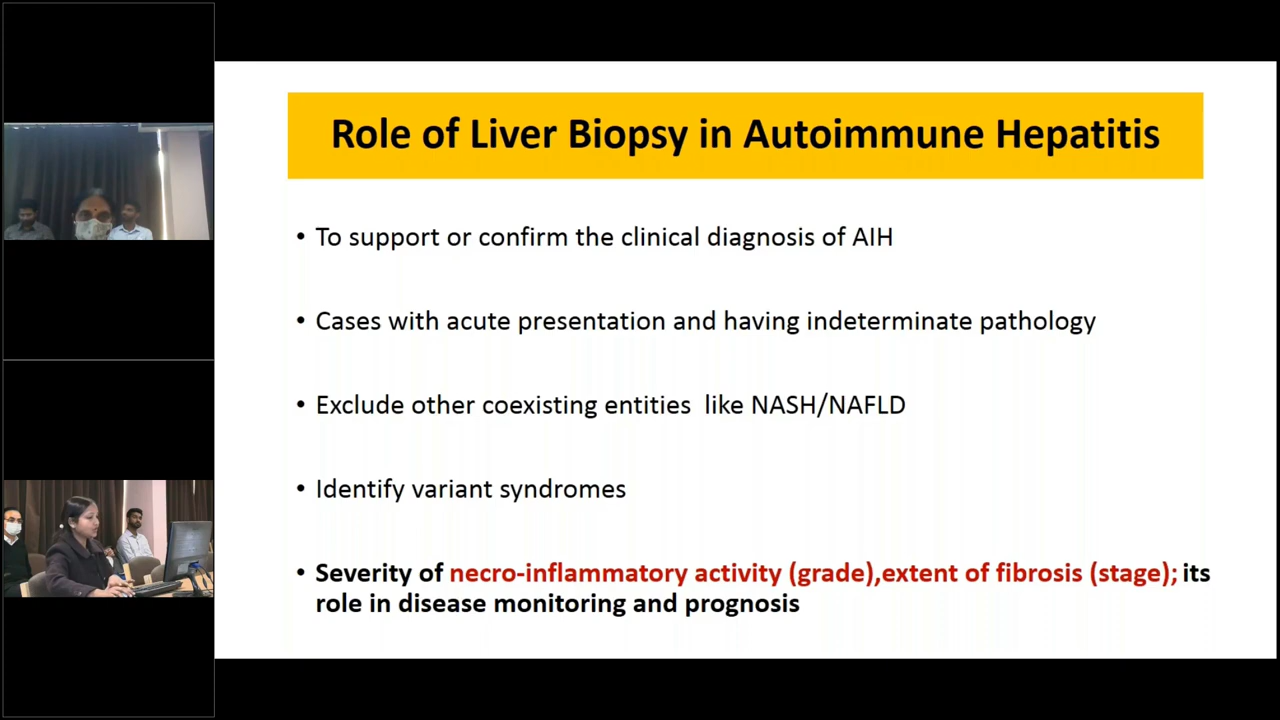 Role of Liver Biopsy in Autoimmune Hepatitis
• To support or confirm the clinical diagnosis of AIH
• Cases with acute presentation and having indeterminate pathology
• Exclude other coexisting entities like NASH/NAFLD
• Identify variant syndromes
• Severity of necro-inflammatory activity (grade),extent of fibrosis (stage); its
role in disease monitoring and prognosis